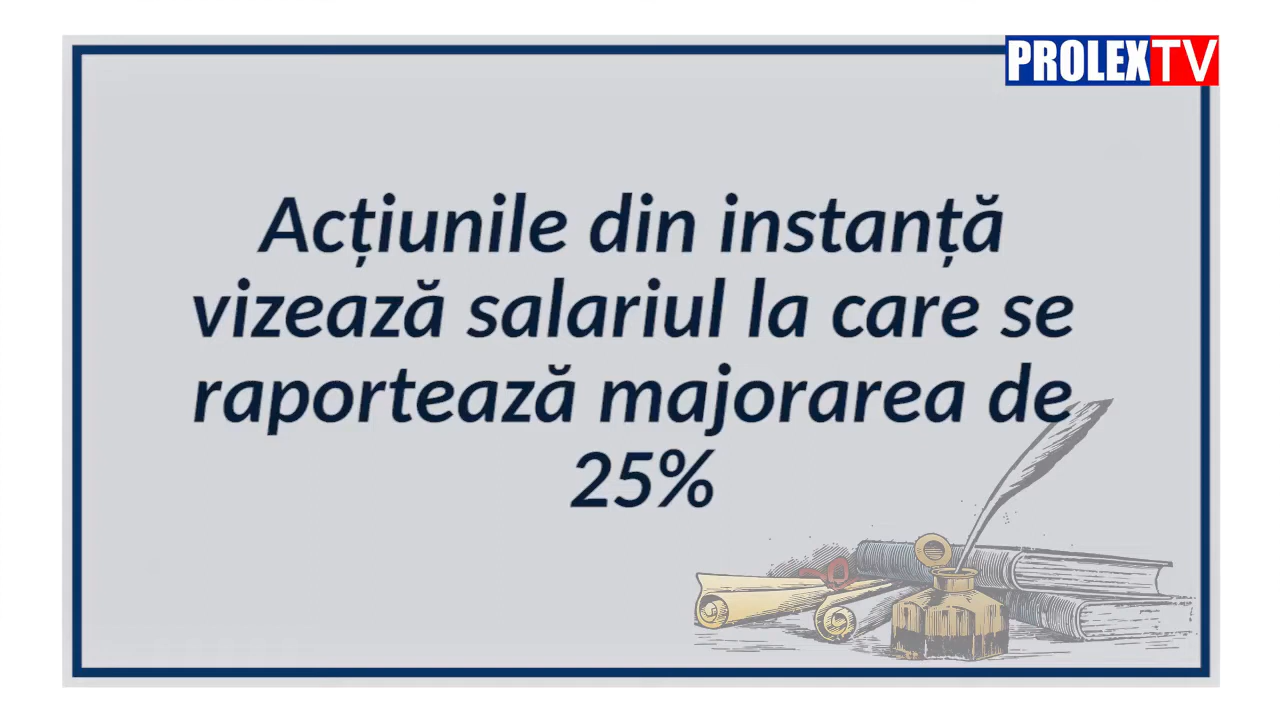 PROLEXTV
Acțiunile din instanță
vizează salariul la care se
raportează majorarea de
25%